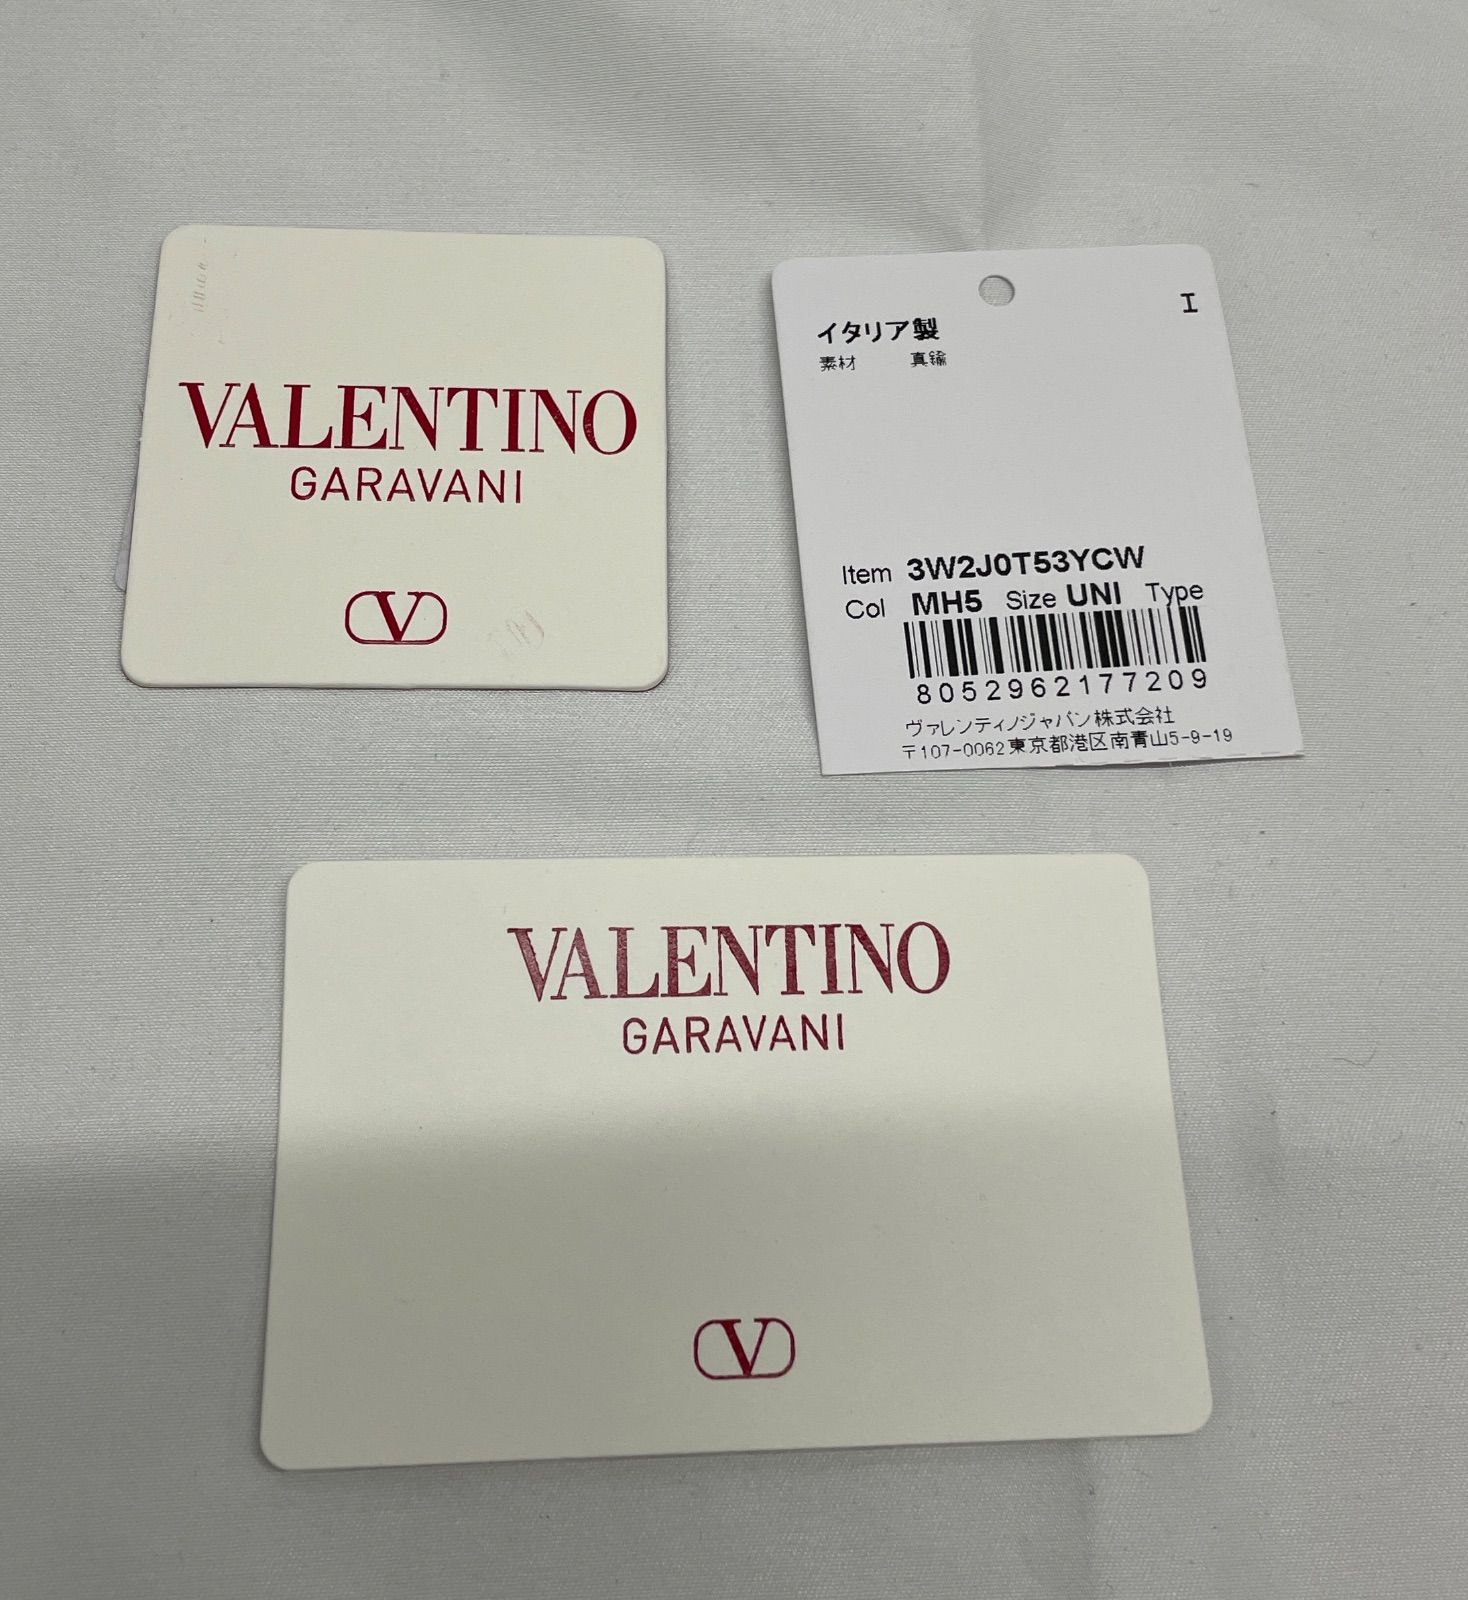 VALENTINO
GARAVANI
V
I
イタリア製
素材 真鍮
Item 3W2J0T53YCW
Col MH5 Size UNI Type
8052962177209
ヴァレンティノジャパン株式会社
〒107-0062東京都港区南青山5-9-19
VALENTINO
GARAVANI
V